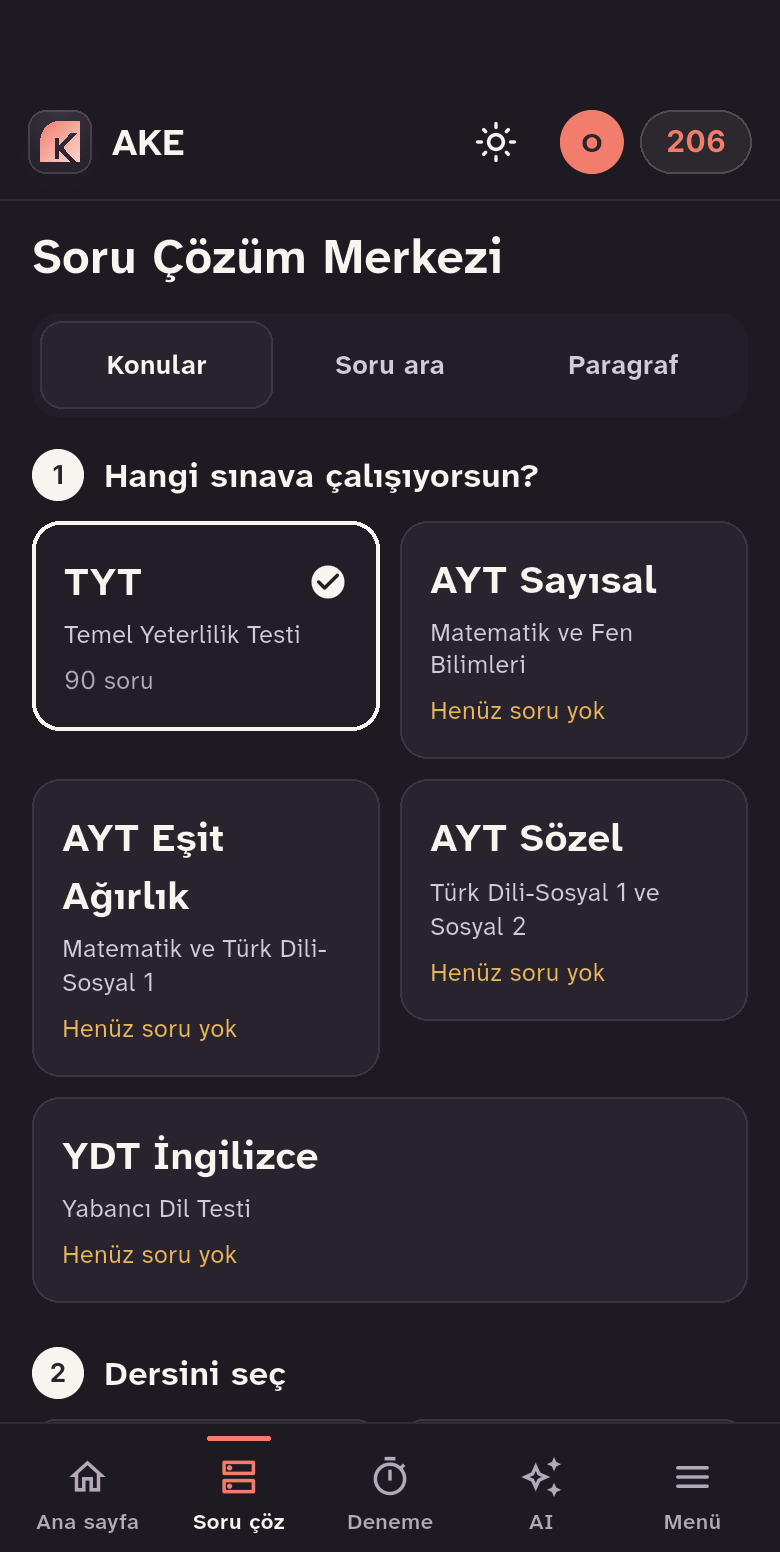 K
AKE
o
206
Soru Çözüm Merkezi
Konular
Soru ara
Paragraf
1
Hangi sınava çalışıyorsun?
TYT
Temel Yeterlilik Testi
90 soru
AYT Sayısal
Matematik ve Fen
Bilimleri
Henüz soru yok
AYT Eşit
Ağırlık
Matematik ve Türk Dili-
Sosyal 1
Henüz soru yok
AYT Sözel
Türk Dili-Sosyal 1 ve
Sosyal 2
Henüz soru yok
YDT İngilizce
Yabancı Dil Testi
Henüz soru yok
2
Dersini seç
Ana sayfa
Soru çöz
Deneme
AI
Menü